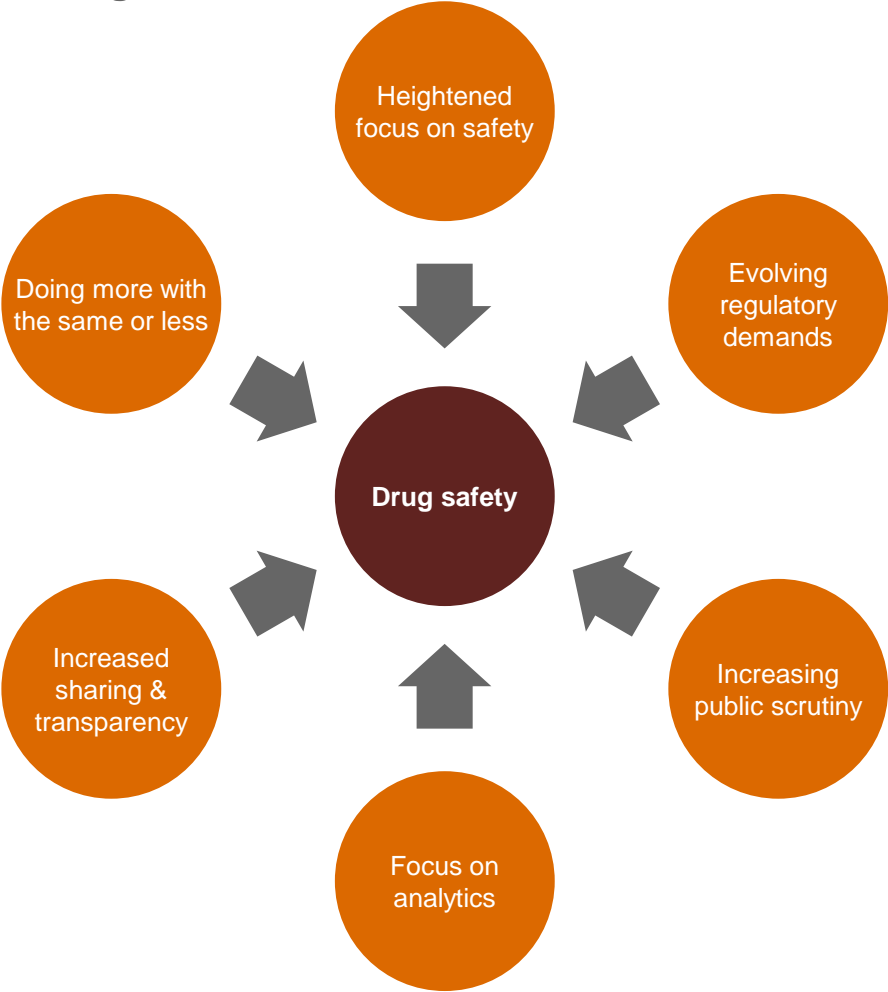 Heightened
focus on safety
Doing more with
the same or less
Evolving
regulatory
demands
Drug safety
Increased
sharing &
transparency
Increasing
public scrutiny
Focus on
analytics